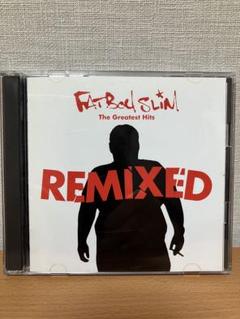 FATBOY SLIM
The Greatest Hits
REMIXED